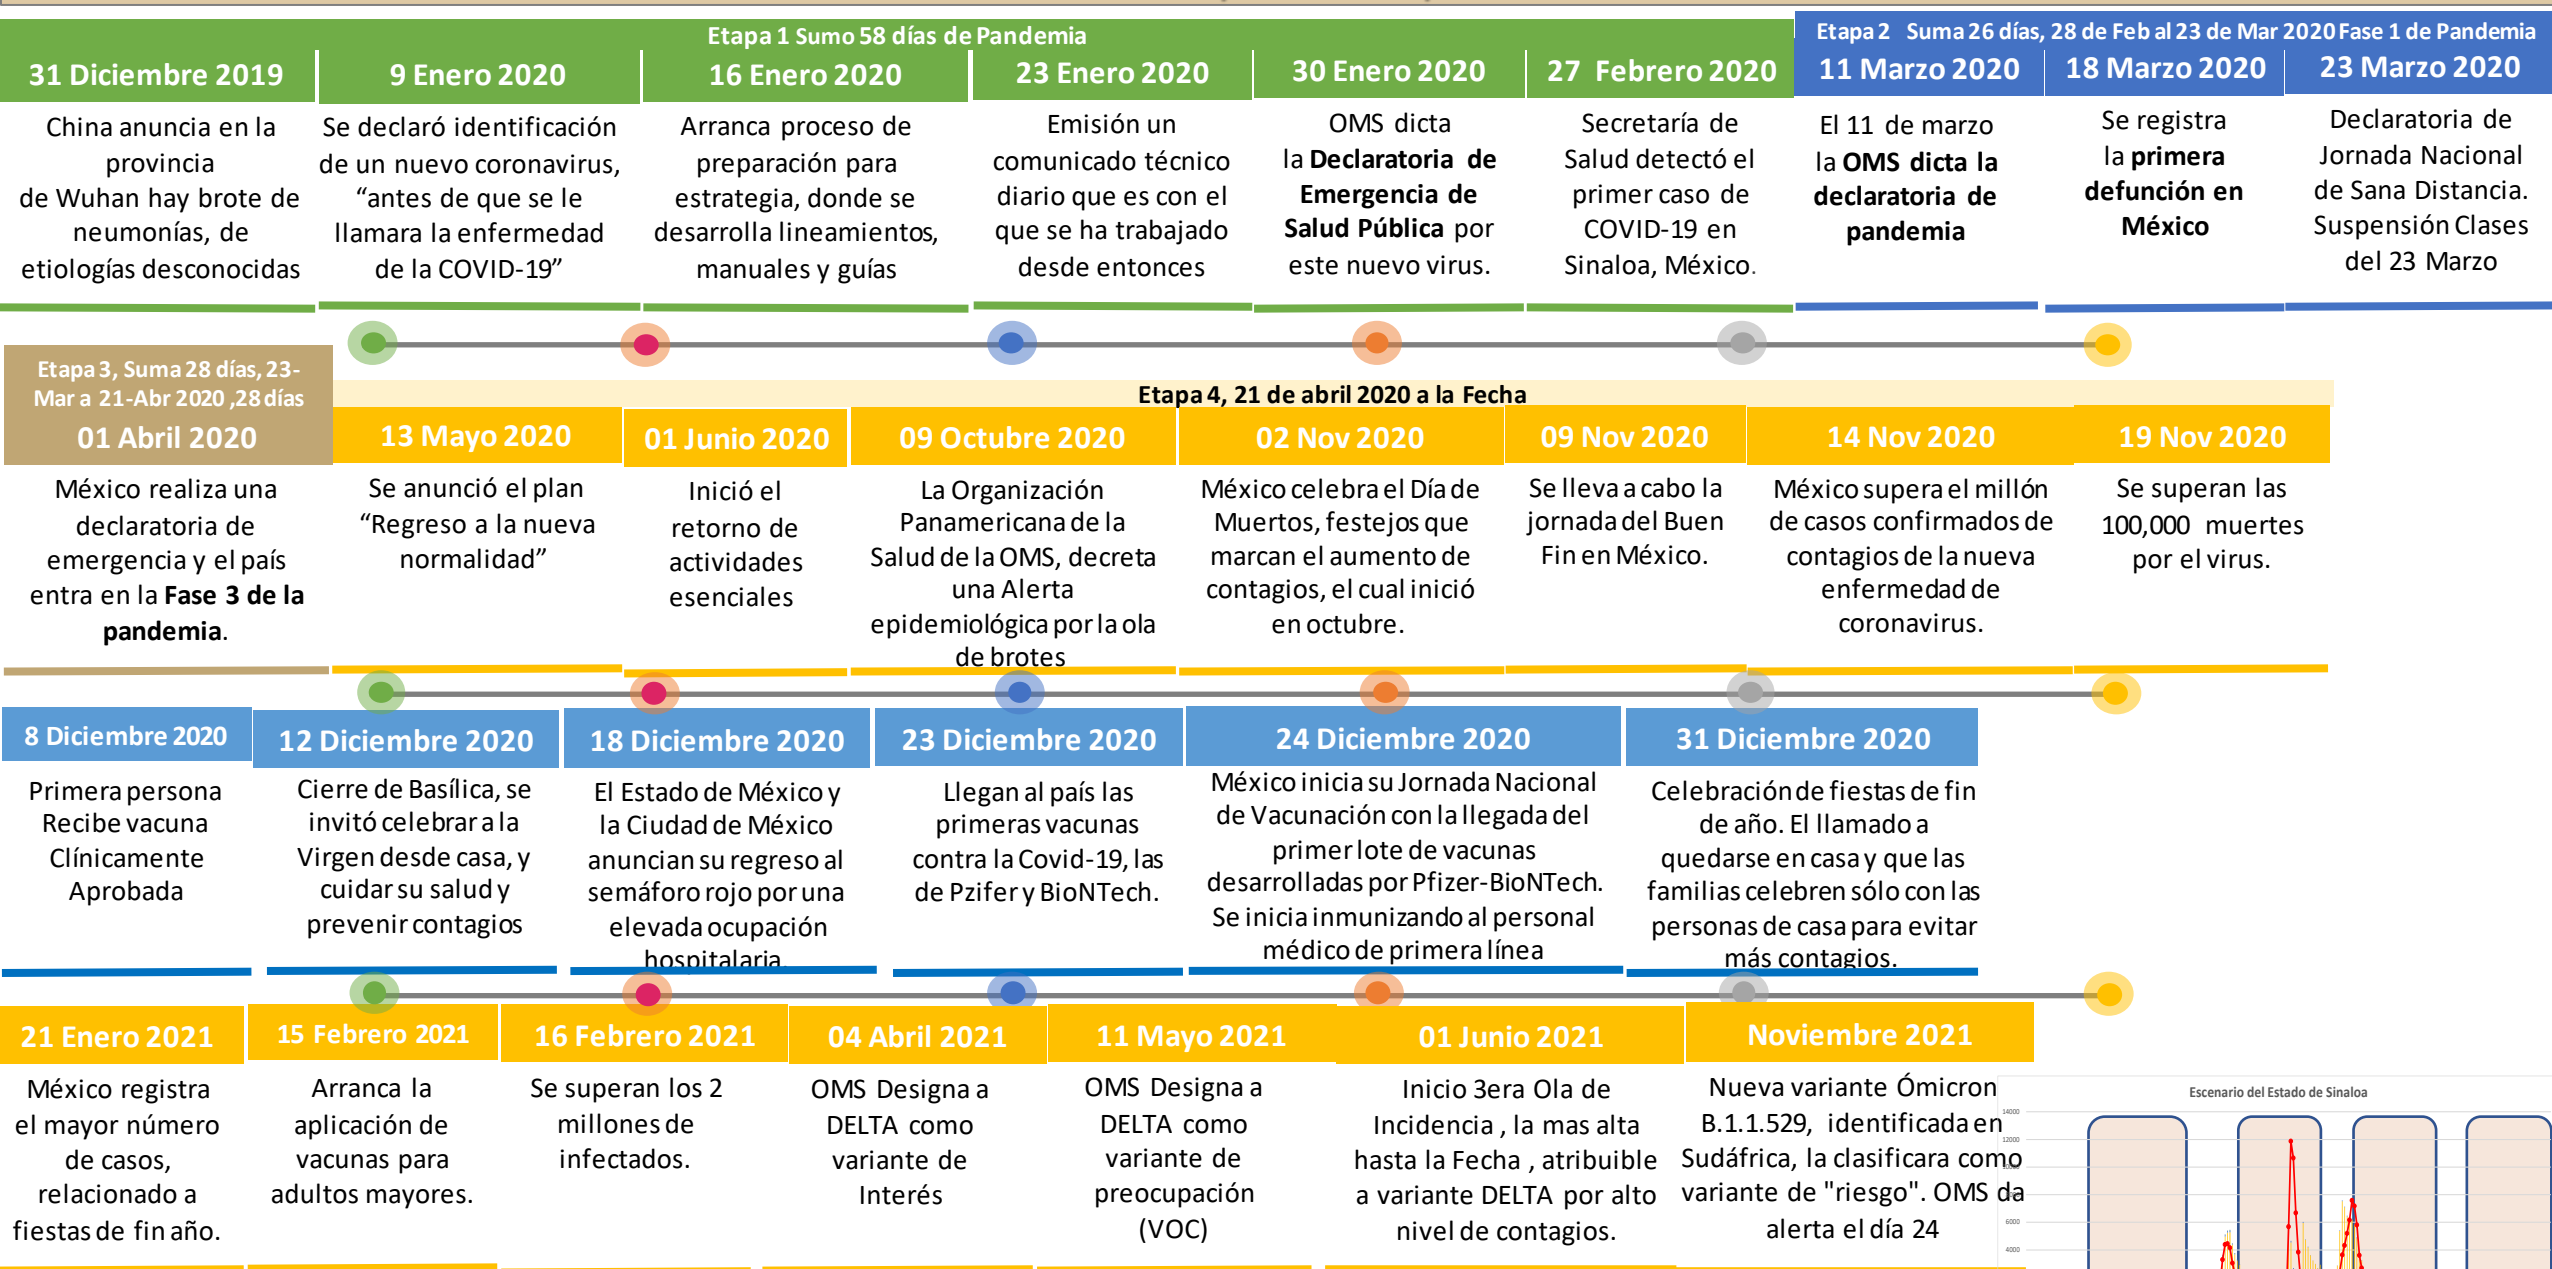 Etapa 1 Sumo 58 días de Pandemia
31 Diciembre 2019
China anuncia en la
provincia
de Wuhan hay brote de
neumonías, de
etiologías desconocidas
9 Enero 2020
Se declaró identificación
de un nuevo coronavirus,
“antes de que se le
llamara la enfermedad
de la COVID-19”
16 Enero 2020
Arranca proceso de
preparación para
estrategia, donde se
desarrolla lineamientos,
manuales y guías
23 Enero 2020
Emisión un
comunicado técnico
diario que es con el
que se ha trabajado
desde entonces
30 Enero 2020
OMS dicta
la Declaratoria de
Emergencia de
Salud Pública por
este nuevo virus.
27 Febrero 2020
Secretaría de
Salud detectó el
primer caso de
COVID-19 en
Sinaloa, México.
Etapa 2 Suma 26 días, 28 de Feb al 23 de Mar 2020 Fase 1 de Pandemia
11 Marzo 2020
El 11 de marzo
la OMS dicta la
declaratoria de
pandemia
18 Marzo 2020
Se registra
la primera
defunción en
México
23 Marzo 2020
Declaratoria de
Jornada Nacional
de Sana Distancia.
Suspensión Clases
del 23 Marzo
Etapa 3, Suma 28 días, 23-
Mar a 21-Abr 2020 ,28 días
01 Abril 2020
México realiza una
declaratoria de
emergencia y el país
entra en la Fase 3 de la
pandemia.
Etapa 4, 21 de abril 2020 a la Fecha
13 Mayo 2020
Se anunció el plan
“Regreso a la nueva
normalidad”
01 Junio 2020
Inició el
retorno de
actividades
esenciales
09 Octubre 2020
La Organización
Panamericana de la
Salud de la OMS, decreta
una Alerta
epidemiológica por la ola
de brotes
02 Nov 2020
México celebra el Día de
Muertos, festejos que
marcan el aumento de
contagios, el cual inició
en octubre.
09 Nov 2020
Se lleva a cabo la
jornada del Buen
Fin en México.
14 Nov 2020
México supera el millón
de casos confirmados de
contagios de la nueva
enfermedad de
coronavirus.
19 Nov 2020
Se superan las
100,000 muertes
por el virus.
8 Diciembre 2020
Primera persona
Recibe vacuna
Clínicamente
Aprobada
12 Diciembre 2020
Cierre de Basílica, se
invitó celebrar a la
Virgen desde casa, y
cuidar su salud y
prevenir contagios
18 Diciembre 2020
El Estado de México y
la Ciudad de México
anuncian su regreso al
semáforo rojo por una
elevada ocupación
hospitalaria.
23 Diciembre 2020
Llegan al país las
primeras vacunas
contra la Covid-19, las
de Pzifer y BioNTech.
24 Diciembre 2020
México inicia su Jornada Nacional
de Vacunación con la llegada del
primer lote de vacunas
desarrolladas por Pfizer-BioNTech.
Se inicia inmunizando al personal
médico de primera línea
31 Diciembre 2020
Celebración de fiestas de fin
de año. El llamado a
quedarse en casa y que las
familias celebren sólo con las
personas de casa para evitar
más contagios.
21 Enero 2021
México registra
el mayor número
de casos,
relacionado a
fiestas de fin año.
15 Febrero 2021
Arranca la
aplicación de
vacunas para
adultos mayores.
16 Febrero 2021
Se superan los 2
millones de
infectados.
04 Abril 2021
OMS Designa a
DELTA como
variante de
Interés
11 Mayo 2021
OMS Designa a
DELTA como
variante de
preocupación
(VOC)
01 Junio 2021
Inicio 3era Ola de
Incidencia , la mas alta
hasta la Fecha , atribuible
a variante DELTA por alto
nivel de contagios.
Noviembre 2021
Nueva variante Ómicron
B.1.1.529, identificada en
Sudáfrica, la clasificara como
variante de "riesgo". OMS da
alerta el día 24
Escenario del Estado de Sinaloa
14000
12000
6000
4000